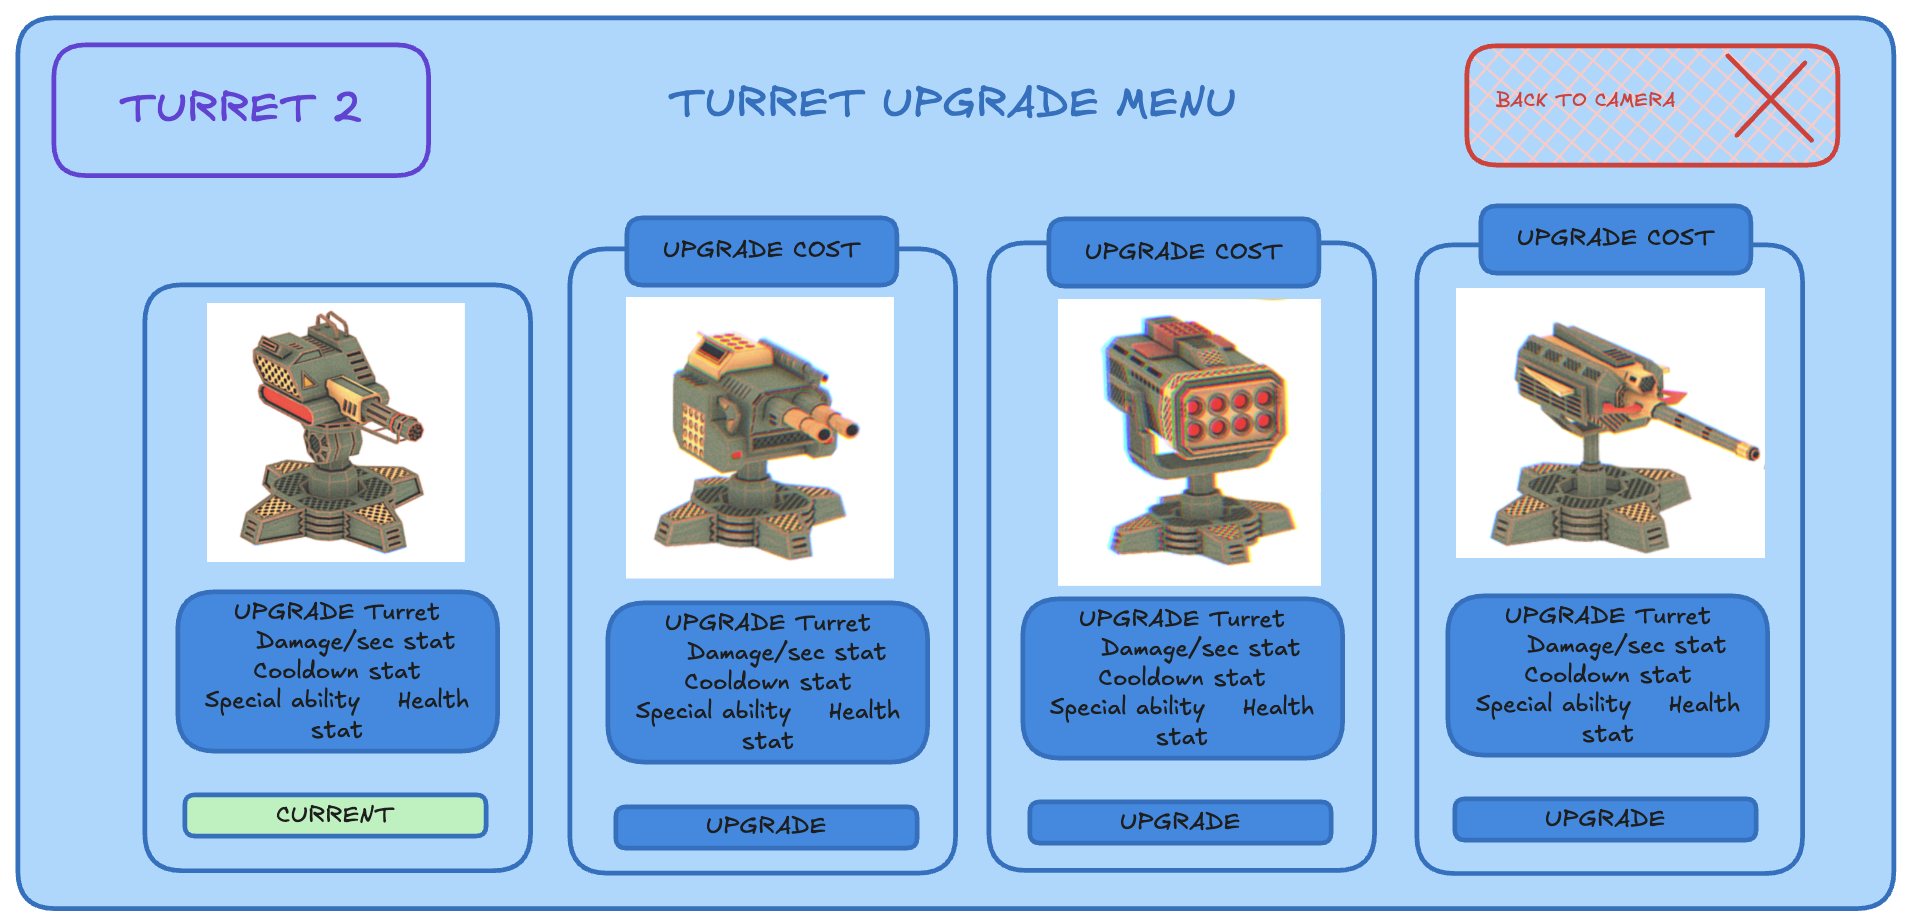 TURRET 2
TURRET UPGRADE MENU
BACK TO CAMERA
UPGRADE Turret
Damage/sec stat
Cooldown stat
Special ability Health
stat
CURRENT
UPGRADE COST
UPGRADE Turret
Damage/sec stat
Cooldown stat
Special ability Health
stat
UPGRADE
UPGRADE COST
UPGRADE Turret
Damage/sec stat
Cooldown stat
Special ability Health
stat
UPGRADE
UPGRADE COST
UPGRADE Turret
Damage/sec stat
Cooldown stat
Special ability Health
stat
UPGRADE